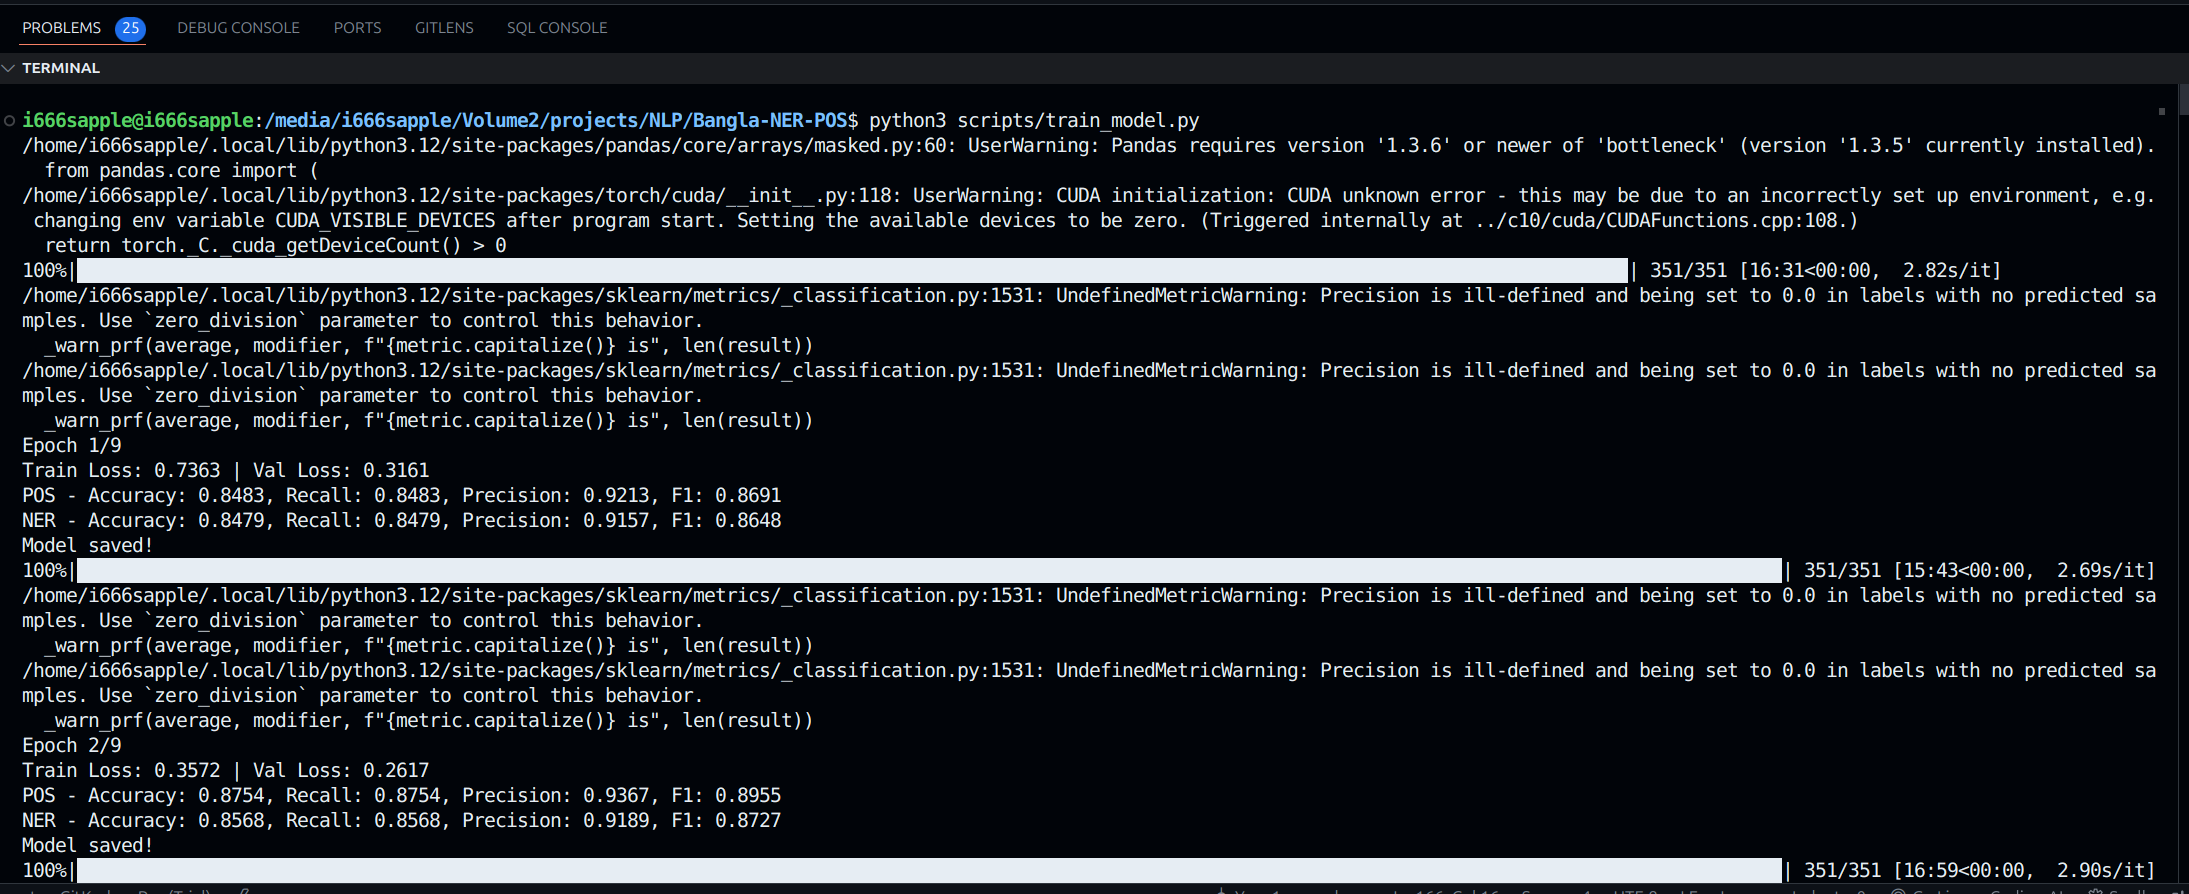 PROBLEMS 25 DEBUG CONSOLE PORTS GITLENS SQL CONSOLE
TERMINAL
i666sapple@i666sapple:/media/i666sapple/Volume2/projects/NLP/Bangla-NER-POS$ python3 scripts/train_model.py
/home/i666sapple/.local/lib/python3.12/site-packages/pandas/core/arrays/masked.py:60: UserWarning: Pandas requires version '1.3.6' or newer of 'bottleneck' (version '1.3.5' currently installed).
from pandas.core import (
/home/i666sapple/.local/lib/python3.12/site-packages/torch/cuda/__init__.py:118: UserWarning: CUDA initialization: CUDA unknown error - this may be due to an incorrectly set up environment, e.g.
changing env variable CUDA_VISIBLE_DEVICES after program start. Setting the available devices to be zero. (Triggered internally at ../c10/cuda/CUDAFunctions.cpp:108.)
return torch._C._cuda_getDeviceCount() > 0
100%| | 351/351 [16:31<00:00, 2.82s/it]
/home/i666sapple/.local/lib/python3.12/site-packages/sklearn/metrics/_classification.py:1531: UndefinedMetricWarning: Precision is ill-defined and being set to 0.0 in labels with no predicted sa
mples. Use `zero_division` parameter to control this behavior.
_warn_prf(average, modifier, f"{metric.capitalize()} is", len(result))
/home/i666sapple/.local/lib/python3.12/site-packages/sklearn/metrics/_classification.py:1531: UndefinedMetricWarning: Precision is ill-defined and being set to 0.0 in labels with no predicted sa
mples. Use `zero_division` parameter to control this behavior.
_warn_prf(average, modifier, f"{metric.capitalize()} is", len(result))
Epoch 1/9
Train Loss: 0.7363 | Val Loss: 0.3161
POS - Accuracy: 0.8483, Recall: 0.8483, Precision: 0.9213, F1: 0.8691
NER - Accuracy: 0.8479, Recall: 0.8479, Precision: 0.9157, F1: 0.8648
Model saved!
100%| | 351/351 [15:43<00:00, 2.69s/it]
/home/i666sapple/.local/lib/python3.12/site-packages/sklearn/metrics/_classification.py:1531: UndefinedMetricWarning: Precision is ill-defined and being set to 0.0 in labels with no predicted sa
mples. Use `zero_division` parameter to control this behavior.
_warn_prf(average, modifier, f"{metric.capitalize()} is", len(result))
/home/i666sapple/.local/lib/python3.12/site-packages/sklearn/metrics/_classification.py:1531: UndefinedMetricWarning: Precision is ill-defined and being set to 0.0 in labels with no predicted sa
mples. Use `zero_division` parameter to control this behavior.
_warn_prf(average, modifier, f"{metric.capitalize()} is", len(result))
Epoch 2/9
Train Loss: 0.3572 | Val Loss: 0.2617
POS - Accuracy: 0.8754, Recall: 0.8754, Precision: 0.9367, F1: 0.8955
NER - Accuracy: 0.8568, Recall: 0.8568, Precision: 0.9189, F1: 0.8727
Model saved!
100%| | 351/351 [16:59<00:00, 2.90s/it]